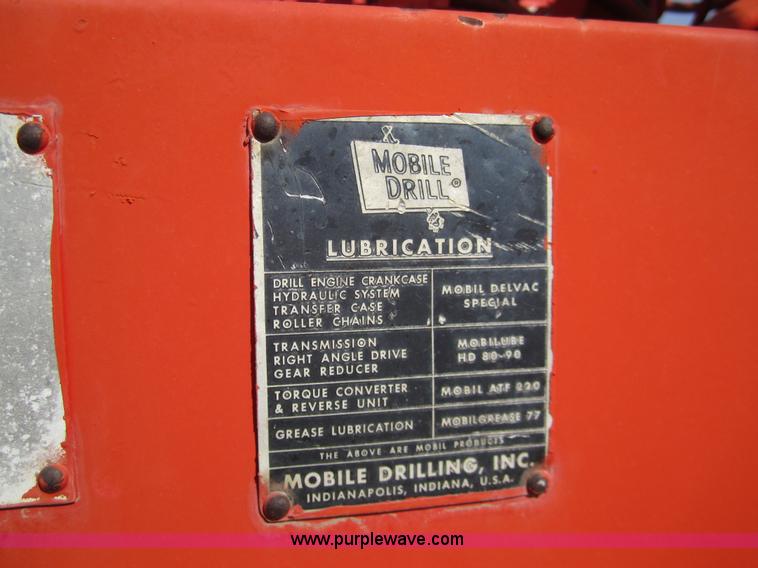 MOBILE
DRILL®
LUBRICATION
DRILL ENGINE CRANKCASE
HYDRAULIC SYSTEM
TRANSFER CASE
ROLLER CHAINS
MOBIL DELVAC
SPECIAL
TRANSMISSION
RIGHT ANGLE DRIVE
GEAR REDUCER
MOBILUBE
HD 80-90
TORQUE CONVERTER
& REVERSE UNIT
MOBIL ATF 220
GREASE LUBRICATION
MOBILGREASE 77
THE ABOVE ARE MOBIL PRODUCTS
MOBILE DRILLING, INC.
INDIANAPOLIS, INDIANA, U.S.A.
www.purplewave.com